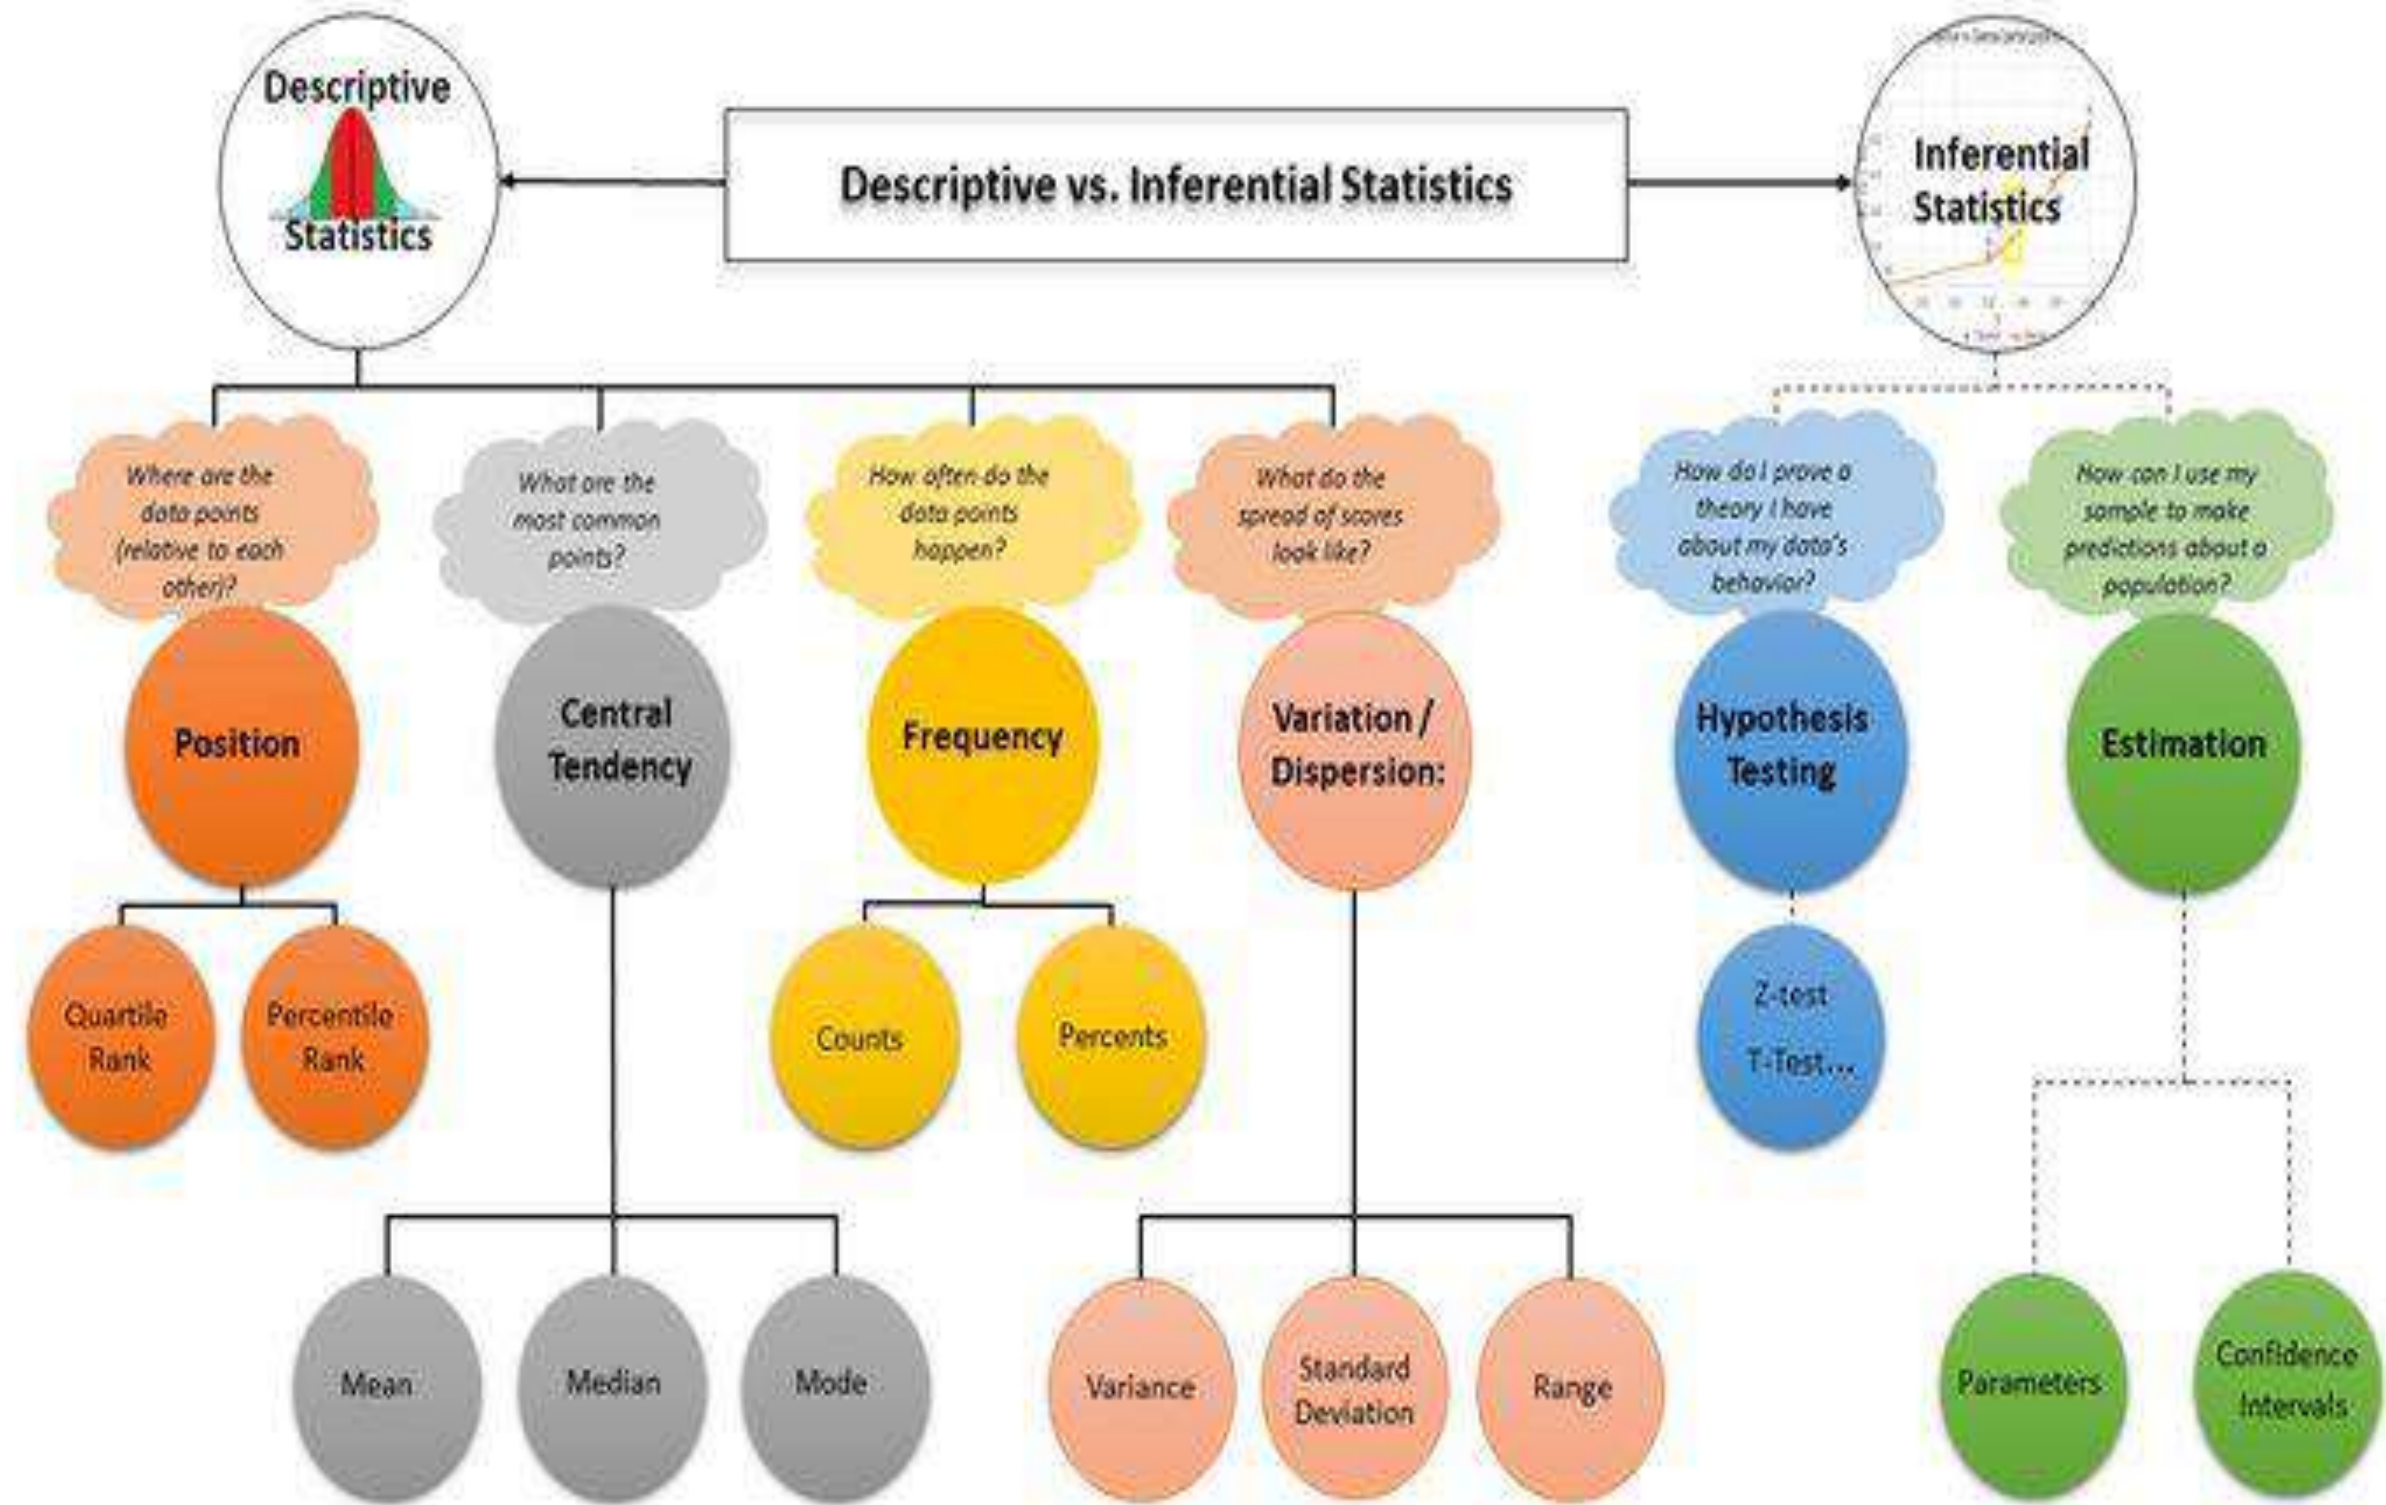 Descriptive
Statistics
Descriptive vs. Inferential Statistics
Inferential
Statistics
Where are the
data points
(relative to each
other)?
What are the
most common
points?
How often do the
data points
happen?
What do the
spread of scores
look like?
How do I prove a
theory I have
about my data's
behavior?
How can I use my
sample to make
predictions about a
population?
Position
Central
Tendency
Frequency
Variation /
Dispersion:
Hypothesis
Testing
Estimation
Quartile
Rank
Percentile
Rank
Counts
Percents
Z-test
T-Test...
Mean
Median
Mode
Variance
Standard
Deviation
Range
Parameters
Confidence
Intervals